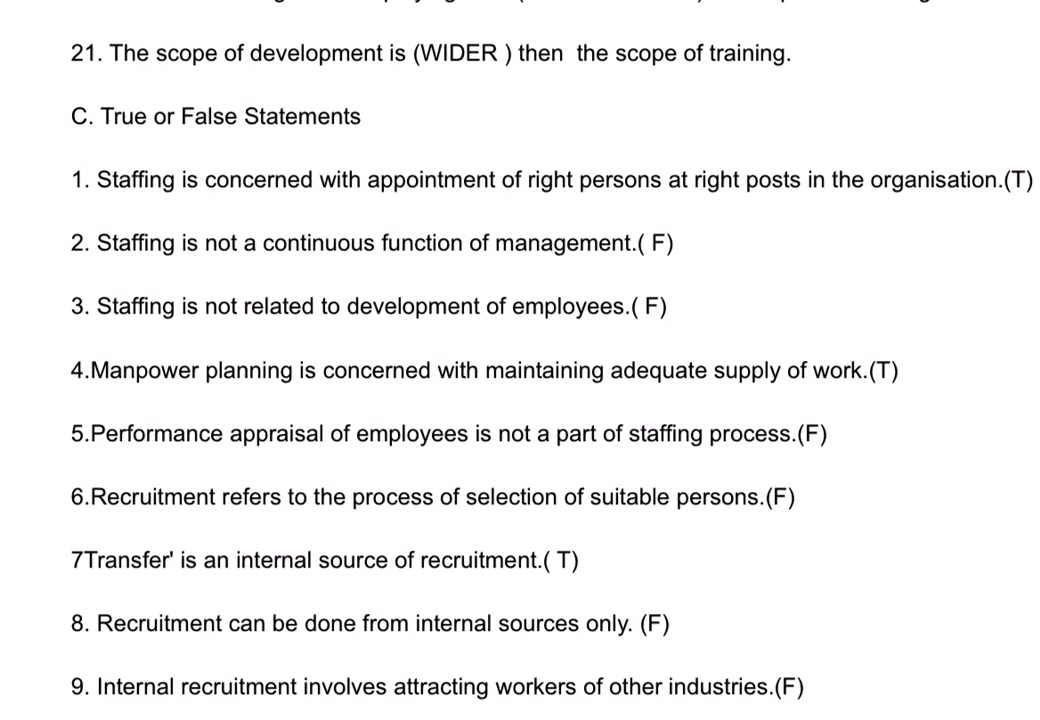 21. The scope of development is (WIDER ) then  the scope of training.
C. True or False Statements
1. Staffing is concerned with appointment of right persons at right posts in the organisation.(T)
2. Staffing is not a continuous function of management.( F)
3. Staffing is not related to development of employees.( F)
4.Manpower planning is concerned with maintaining adequate supply of work.(T)
5.Performance appraisal of employees is not a part of staffing process.(F)
6.Recruitment refers to the process of selection of suitable persons.(F)
7Transfer' is an internal source of recruitment.( T)
8. Recruitment can be done from internal sources only. (F)
9. Internal recruitment involves attracting workers of other industries.(F)